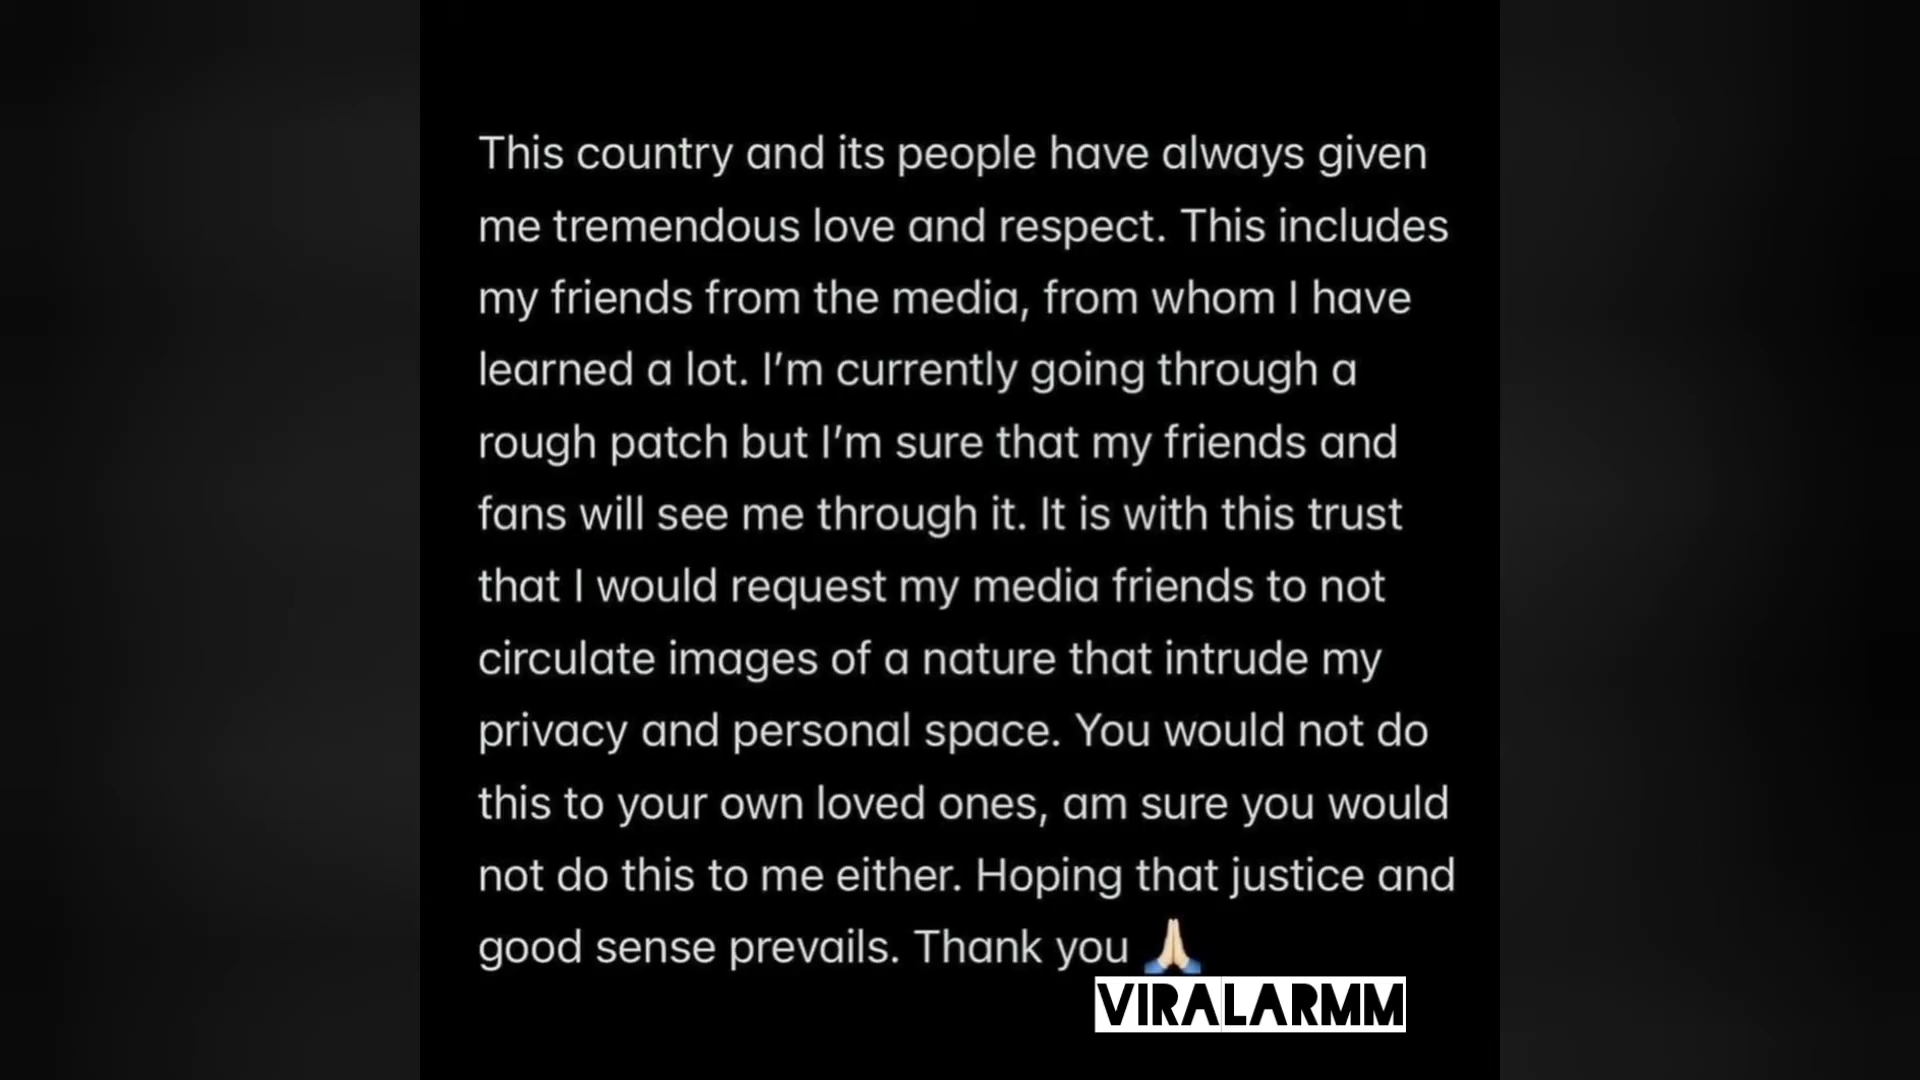 This country and its people have always given
me tremendous love and respect. This includes
my friends from the media, from whom I have
learned a lot. I’m currently going through a
rough patch but I’m sure that my friends and
fans will see me through it. It is with this trust
that I would request my media friends to not
circulate images of a nature that intrude my
privacy and personal space. You would not do
this to your own loved ones, am sure you would
not do this to me either. Hoping that justice and
good sense prevails. Thank you 🙏🏻
VIRALARMM